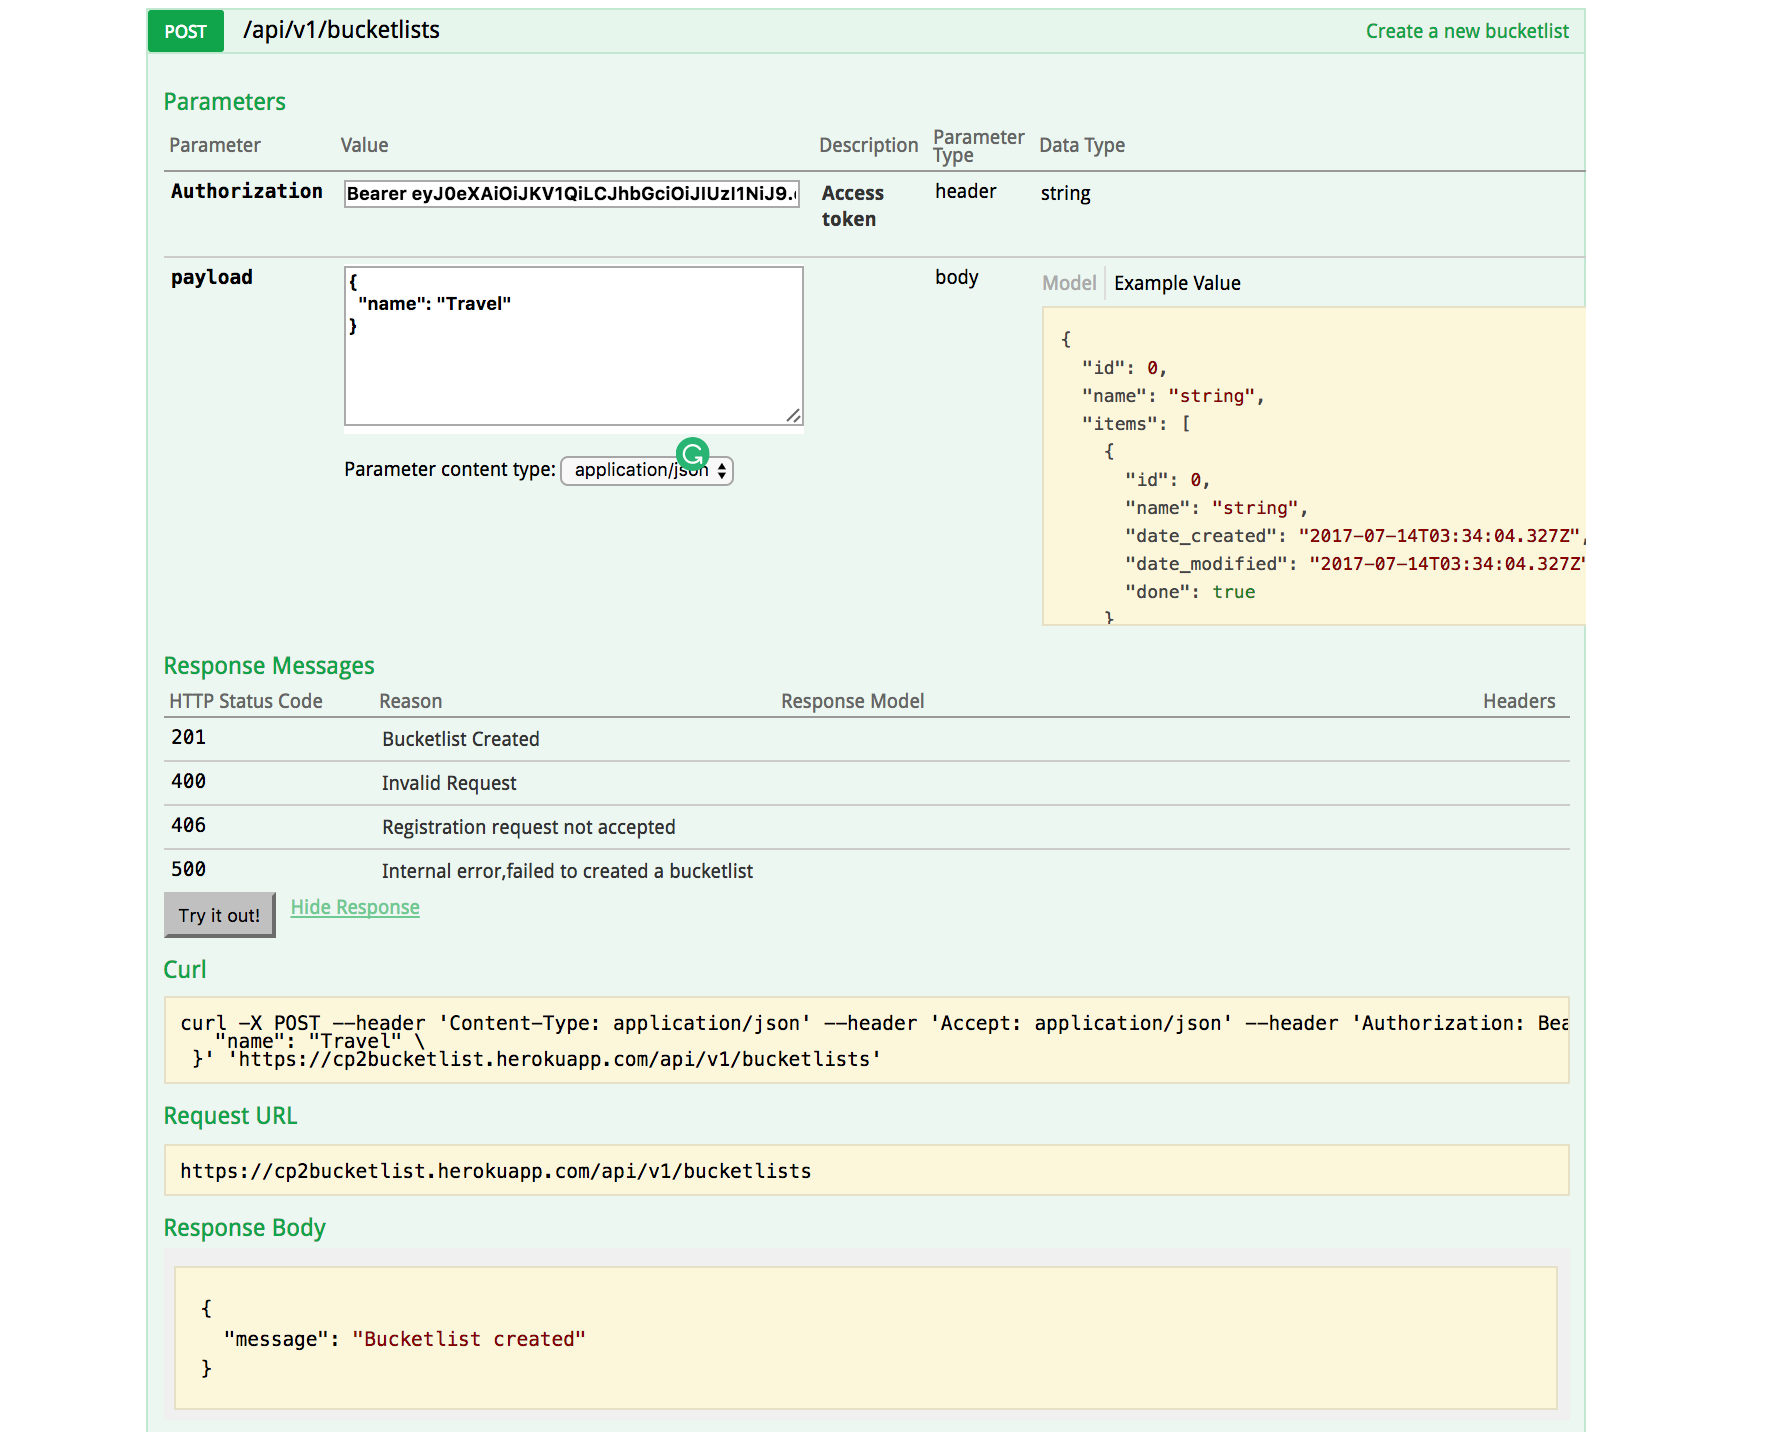 POST /api/v1/bucketlists Create a new bucketlist
Parameters
Parameter Value Description Parameter Type Data Type
Authorization Bearer eyJ0eXAiOiJKV1QiLCJhbGciOiJIUzI1NiJ9. Access token header string
payload
{
"name": "Travel"
}
Parameter content type: application/json
body
Model Example Value
{
"id": 0,
"name": "string",
"items": [
{
"id": 0,
"name": "string",
"date_created": "2017-07-14T03:34:04.327Z",
"date_modified": "2017-07-14T03:34:04.327Z"
"done": true
}
Response Messages
HTTP Status Code Reason Response Model Headers
201 Bucketlist Created
400 Invalid Request
406 Registration request not accepted
500 Internal error,failed to created a bucketlist
Try it out! Hide Response
Curl
curl -X POST --header 'Content-Type: application/json' --header 'Accept: application/json' --header 'Authorization: Bea
"name": "Travel" \
}' 'https://cp2bucketlist.herokuapp.com/api/v1/bucketlists'
Request URL
https://cp2bucketlist.herokuapp.com/api/v1/bucketlists
Response Body
{
"message": "Bucketlist created"
}